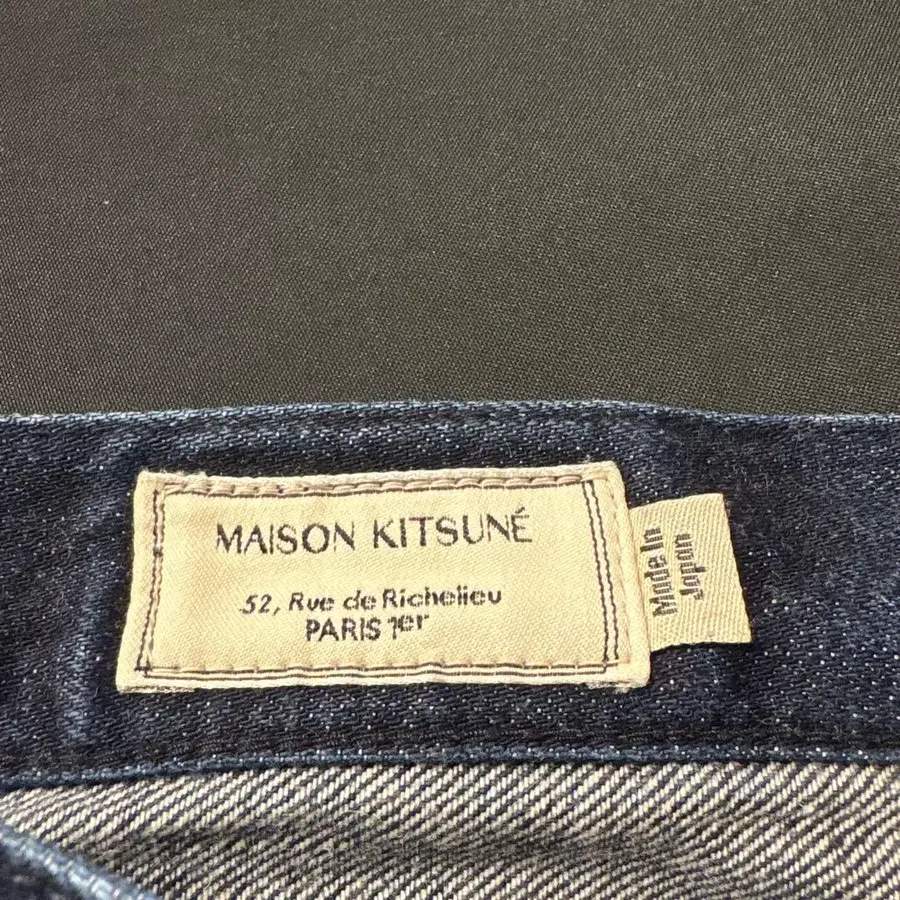 MAISON KITSUNÉ
52, Rue de Richelieu
PARIS 1er
Made In
Japan